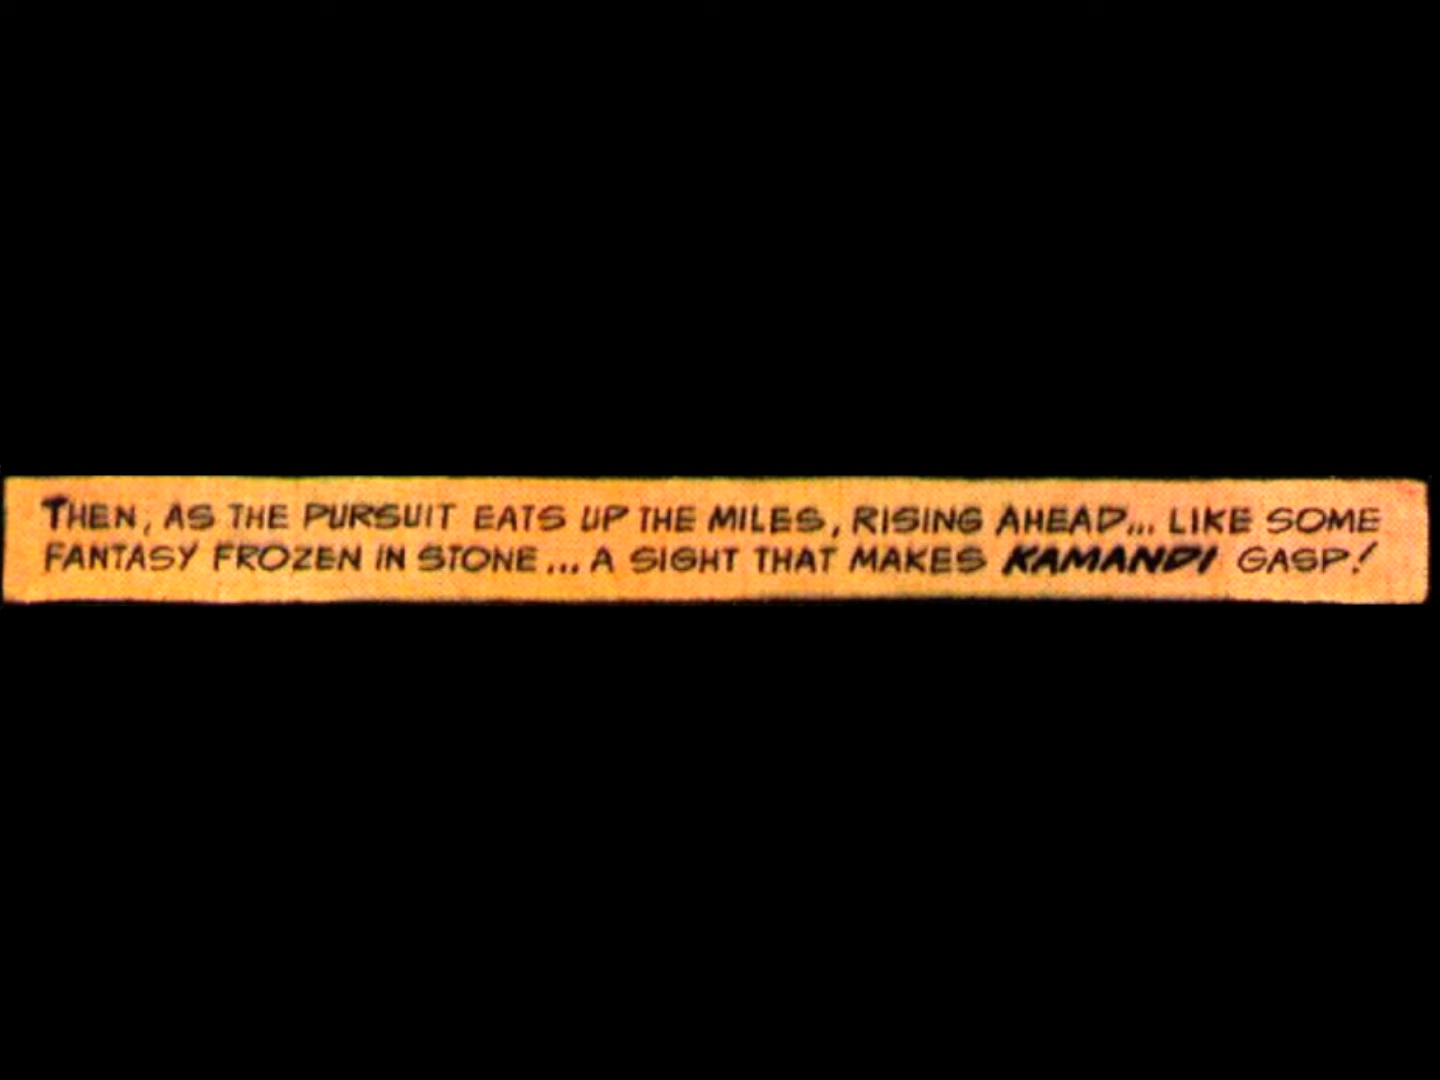 THEN, AS THE PURSUIT EATS UP THE MILES, RISING AHEAD... LIKE SOME
FANTASY FROZEN IN STONE... A SIGHT THAT MAKES KAMANDI GASP!